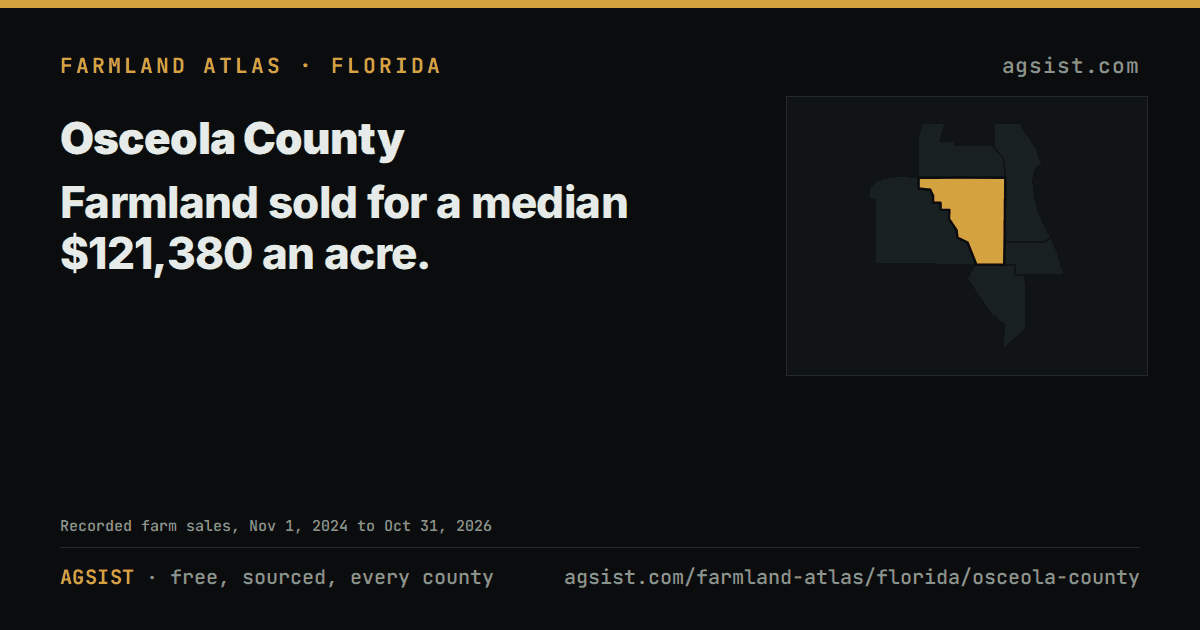 FARMLAND ATLAS · FLORIDA
agsist.com
Osceola County
Farmland sold for a median
$121,380 an acre.
Recorded farm sales, Nov 1, 2024 to Oct 31, 2026
AGSIST · free, sourced, every county
agsist.com/farmland-atlas/florida/osceola-county